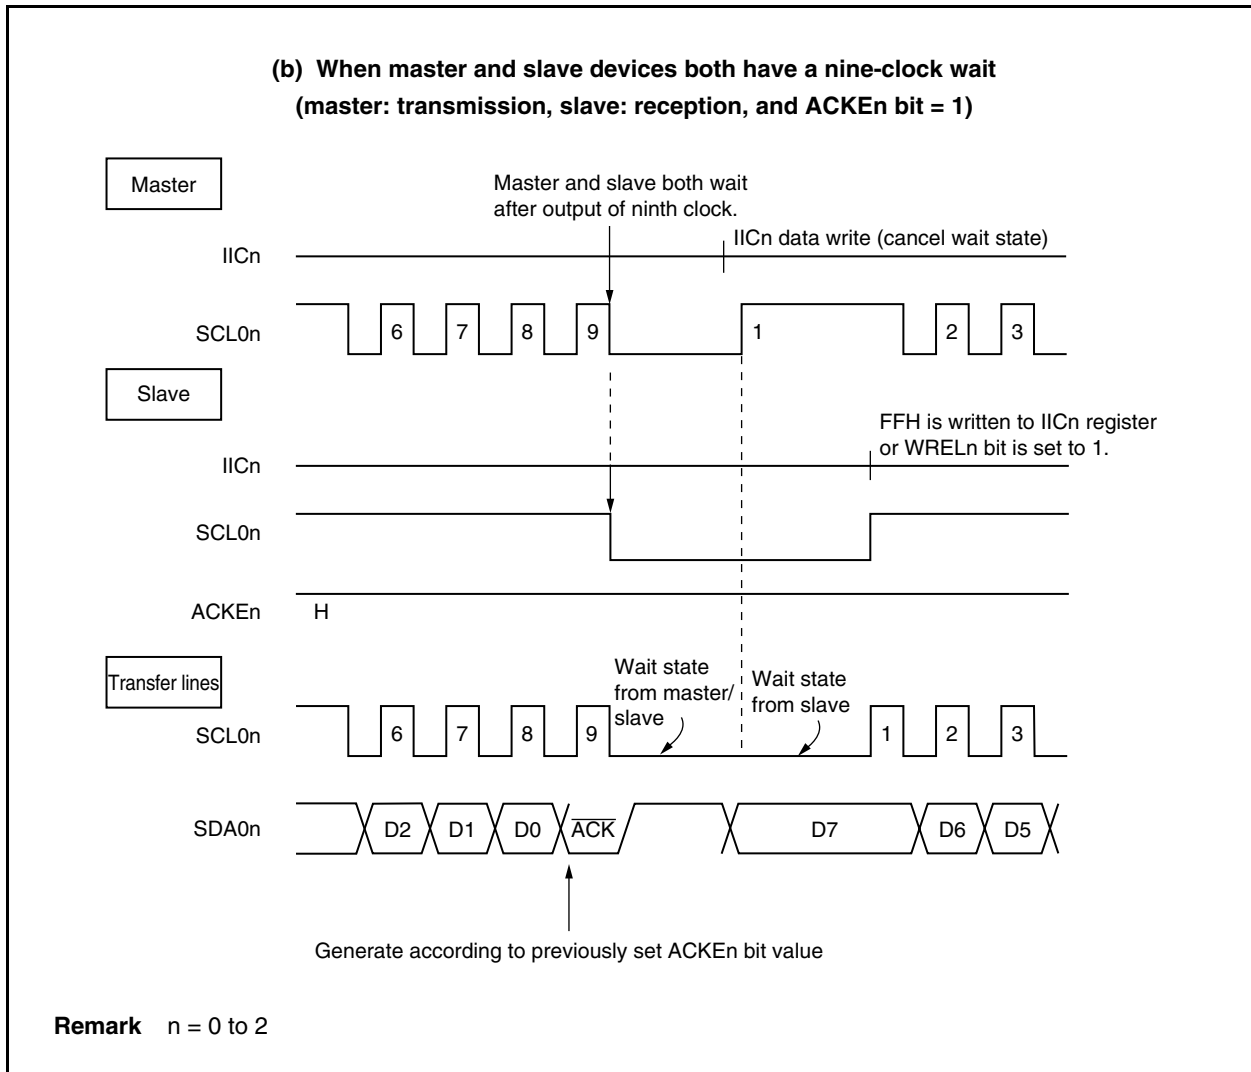 (b) When master and slave devices both have a nine-clock wait
(master: transmission, slave: reception, and ACKEn bit = 1)
Master
Master and slave both wait
after output of ninth clock.
IICn data write (cancel wait state)
IICn
SCL0n
6 7 8 9 1 2 3
Slave
FFH is written to IICn register
or WRELn bit is set to 1.
IICn
SCL0n
ACKEn H
Transfer lines
Wait state
from master/
slave
Wait state
from slave
SCL0n
6 7 8 9 1 2 3
SDA0n
D2 D1 D0 ACK D7 D6 D5
Generate according to previously set ACKEn bit value
Remark n = 0 to 2